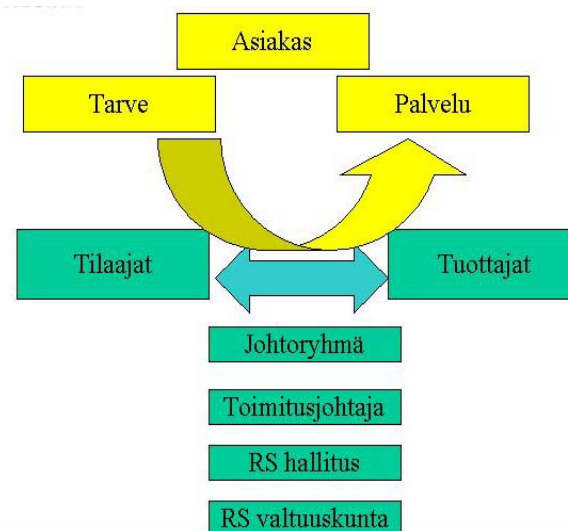 Asiakas
Tarve
Palvelu
Tilaajat
Tuottajat
Johtoryhmä
Toimitusjohtaja
RS hallitus
RS valtuuskunta